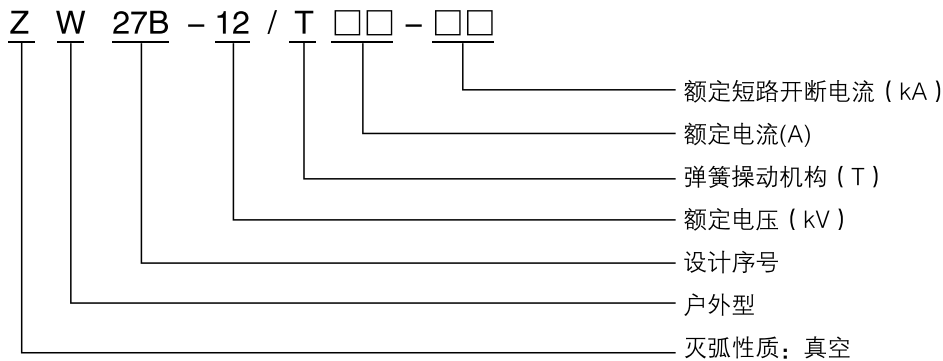 Z W 27B - 12 / T □□ - □□
额定短路开断电流（kA）
额定电流(A)
弹簧操动机构（T）
额定电压（kV）
设计序号
户外型
灭弧性质：真空